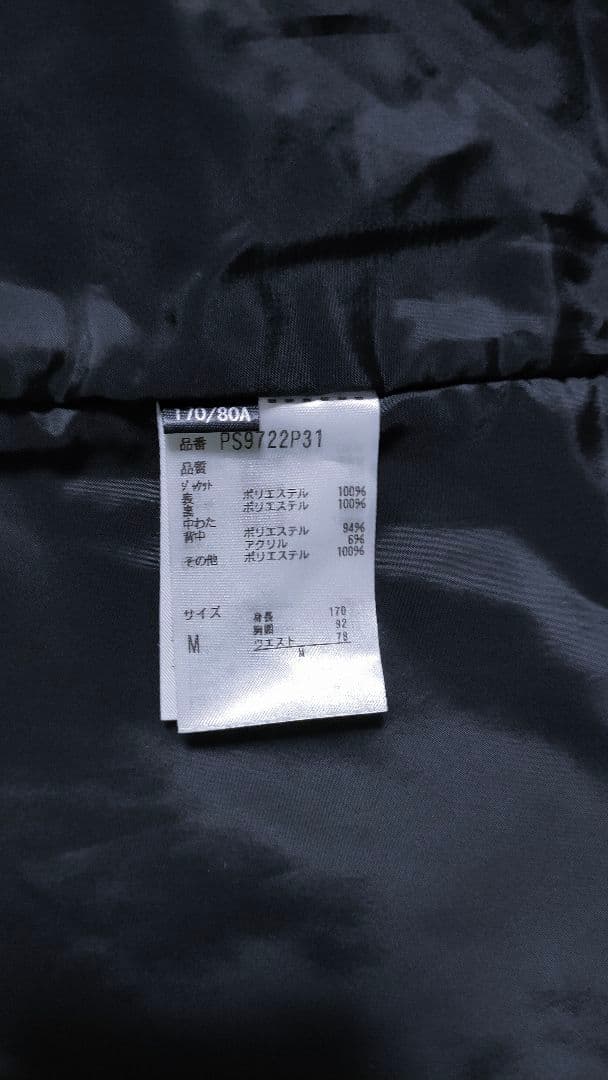 170/80A
品番 PS9722P31
品質
ジャケット
表 ポリエステル 100%
裏 ポリエステル 100%
中わた
背中 ポリエステル 94%
アクリル 6%
その他 ポリエステル 100%
サイズ 身長 170
胸囲 92
M ウエスト 78
M